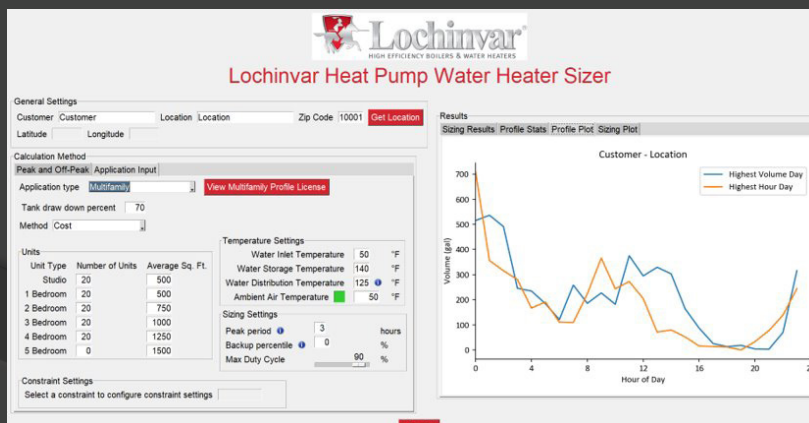 Lochinvar
HIGH EFFICIENCY BOILERS & WATER HEATERS
Lochinvar Heat Pump Water Heater Sizer
General Settings
Customer Customer Location Location Zip Code 10001 Get Location
Latitude Longitude
Calculation Method
Peak and Off-Peak Application Input
Application type Multifamily View Multifamily Profile License
Tank draw down percent 70
Method Cost
Units
Unit Type Number of Units Average Sq. Ft.
Studio 20 500
1 Bedroom 20 500
2 Bedroom 20 750
3 Bedroom 20 1000
4 Bedroom 20 1250
5 Bedroom 0 1500
Temperature Settings
Water Inlet Temperature 50 °F
Water Storage Temperature 140 °F
Water Distribution Temperature 125 °F
Ambient Air Temperature 50 °F
Sizing Settings
Peak period 3 hours
Backup percentile 0 %
Max Duty Cycle 90 %
Constraint Settings
Select a constraint to configure constraint settings
Results
Sizing Results Profile Stats Profile Plot Sizing Plot
Customer - Location
Highest Volume Day
Highest Hour Day
Volume (gal)
700
600
500
400
300
200
100
0
0 4 8 12 16 20
Hour of Day